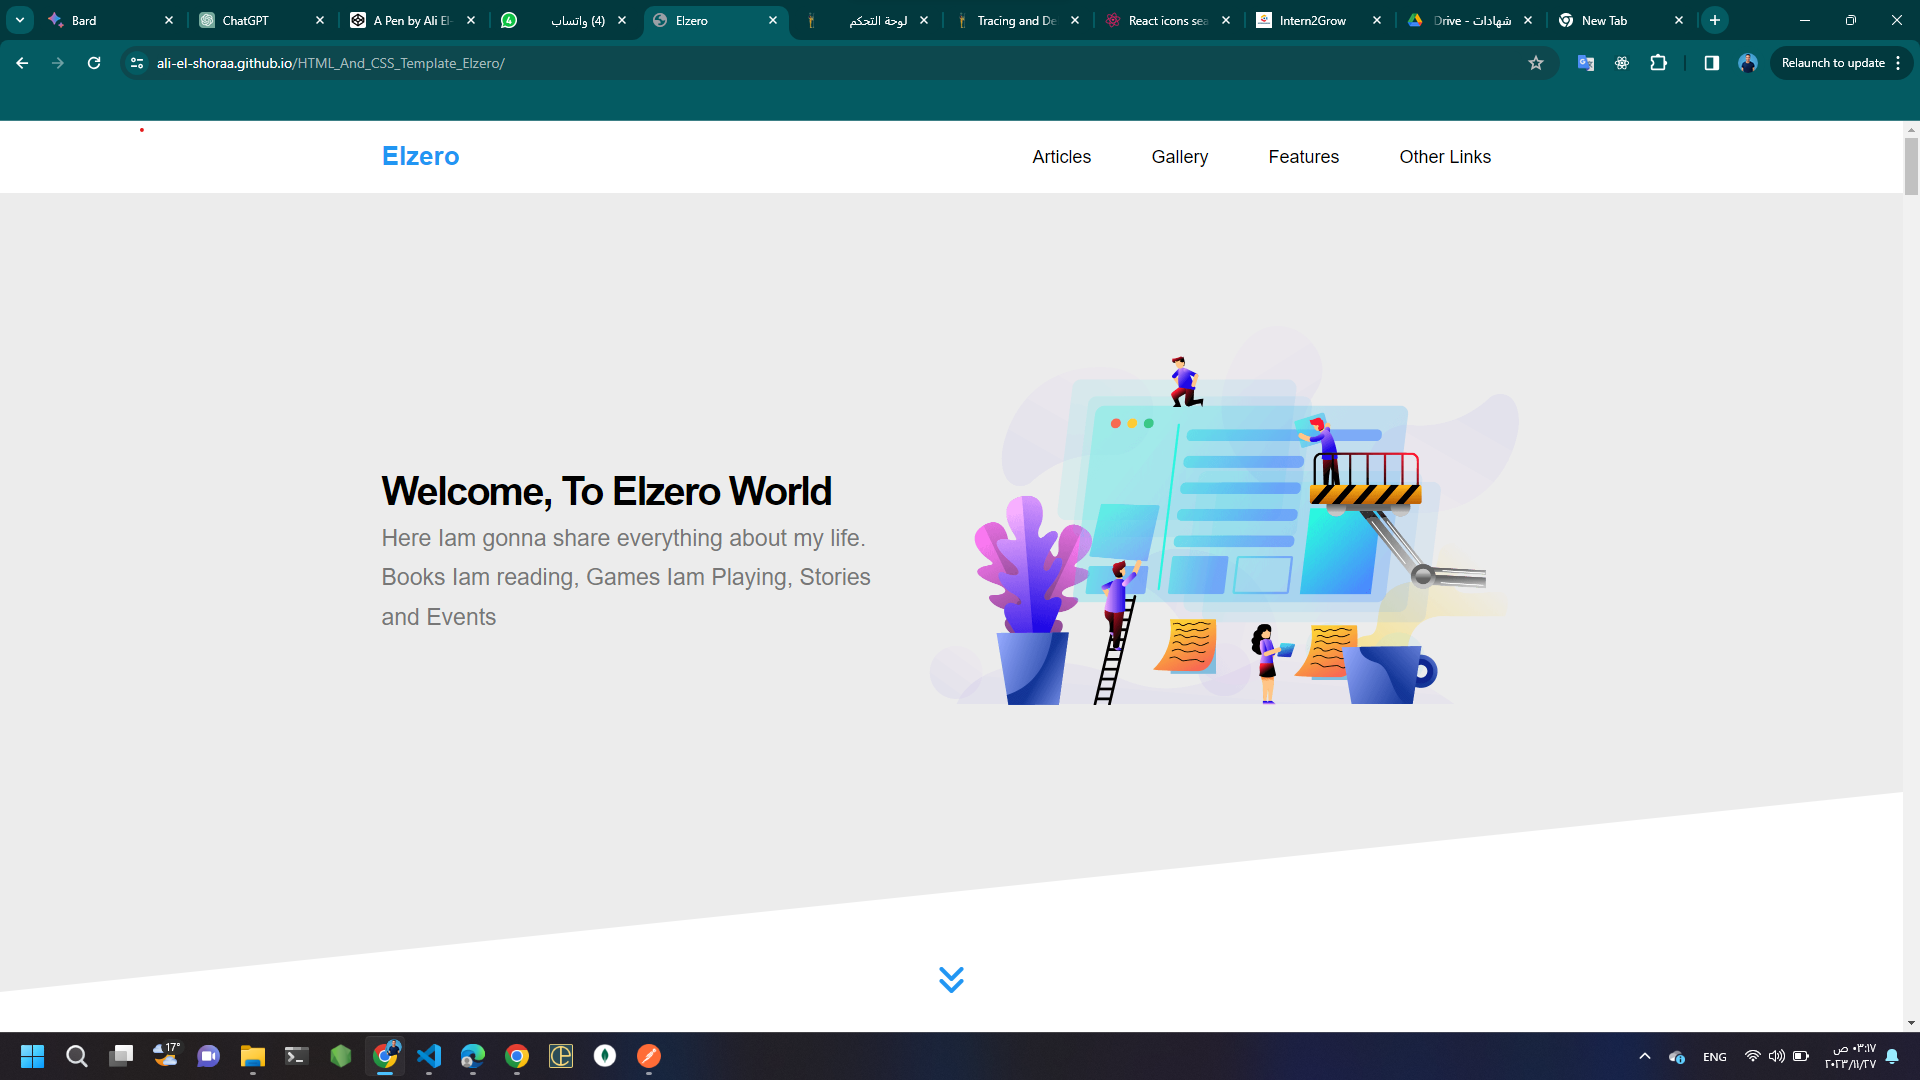 Bard
ChatGPT
A Pen by Ali El-
(4) واتساب
Elzero
لوحة التحكم
Tracing and De
React icons sea
Intern2Grow
شهادات - Drive
New Tab
ali-el-shoraa.github.io/HTML_And_CSS_Template_Elzero/
Relaunch to update
Elzero
Articles
Gallery
Features
Other Links
Welcome, To Elzero World
Here Iam gonna share everything about my life.
Books Iam reading, Games Iam Playing, Stories
and Events
17°
ENG
٠٣:١٧ ص
٢٠٢٣/١١/٢٧